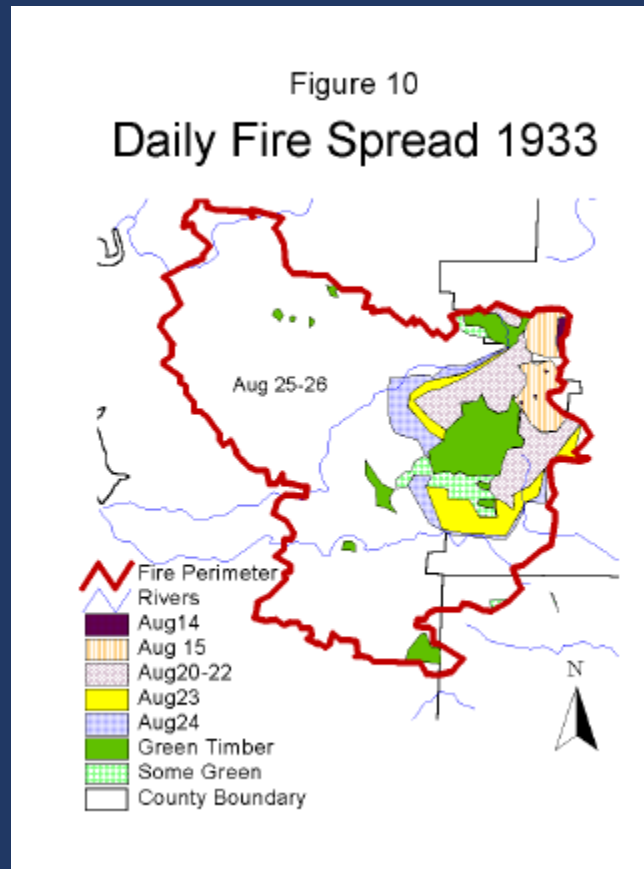 Figure 10
Daily Fire Spread 1933
Aug 25-26
Fire Perimeter
Rivers
Aug14
Aug 15
Aug20-22
Aug23
Aug24
Green Timber
Some Green
County Boundary
N